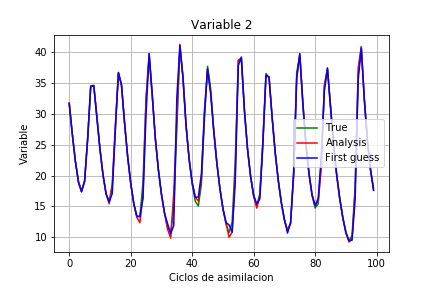 Variable 2
40
35
30
25
20
15
10
Variable
True
Analysis
First guess
0
20
40
60
80
100
Ciclos de asimilacion